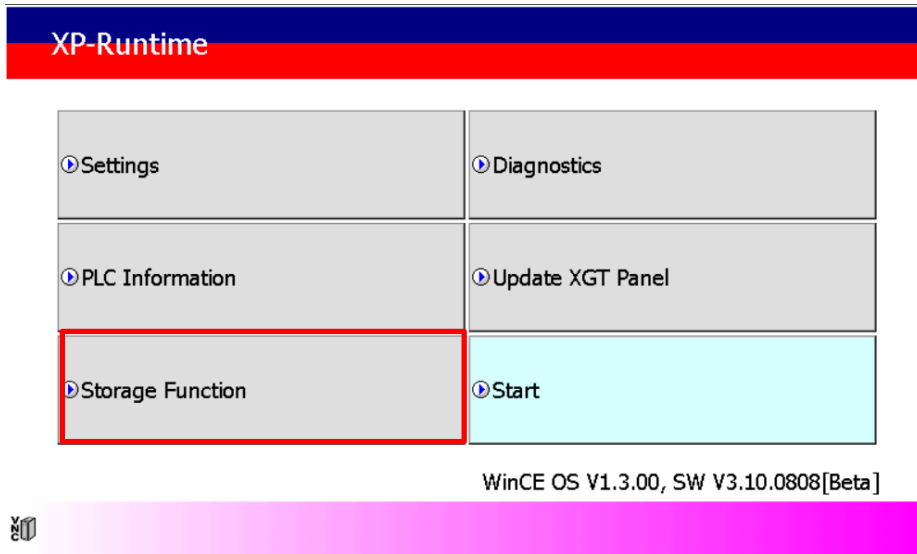 XP-Runtime
Settings
Diagnostics
PLC Information
Update XGT Panel
Storage Function
Start
WinCE OS V1.3.00, SW V3.10.0808[Beta]
VNC